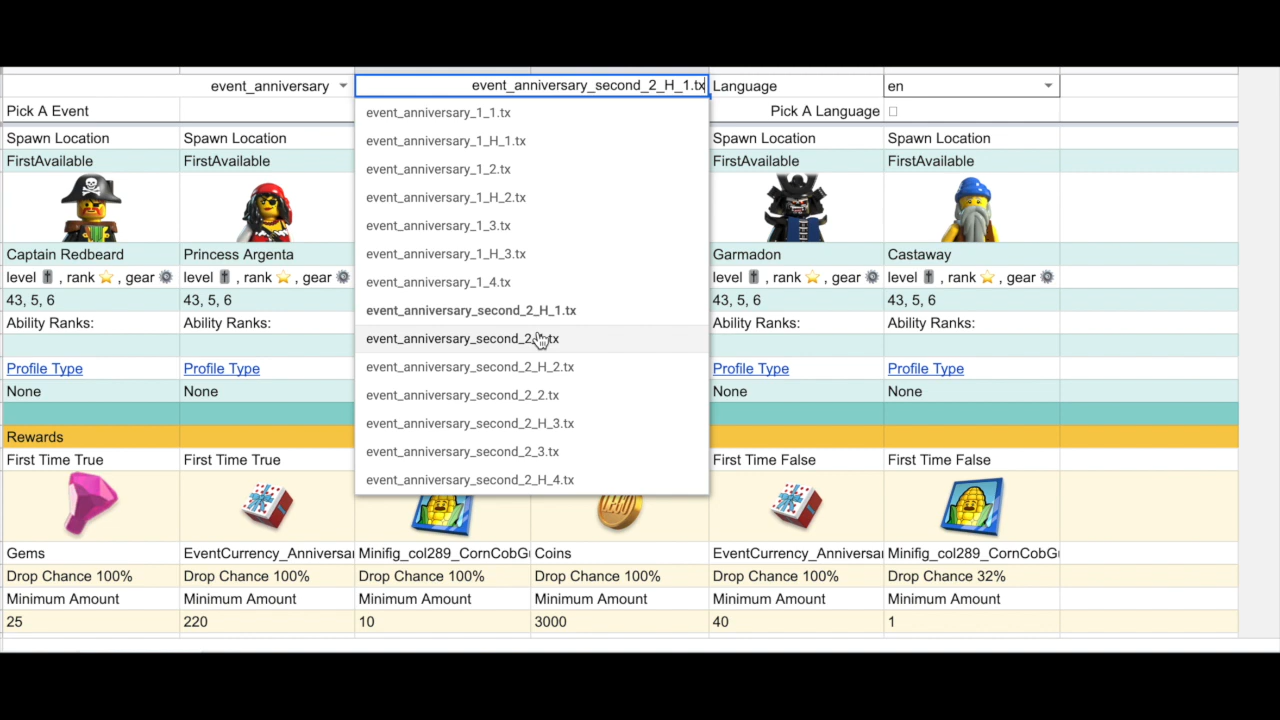 event_anniversary event_anniversary_second_2_H_1.tx Language en
Pick A Event Pick A Language
event_anniversary_1_1.tx
event_anniversary_1_H_1.tx
event_anniversary_1_2.tx
event_anniversary_1_H_2.tx
event_anniversary_1_3.tx
event_anniversary_1_H_3.tx
event_anniversary_1_4.tx
event_anniversary_second_2_H_1.tx
event_anniversary_second_2_ tx
event_anniversary_second_2_H_2.tx
event_anniversary_second_2_2.tx
event_anniversary_second_2_H_3.tx
event_anniversary_second_2_3.tx
event_anniversary_second_2_H_4.tx
Spawn Location Spawn Location Spawn Location Spawn Location
FirstAvailable FirstAvailable FirstAvailable FirstAvailable
Captain Redbeard Princess Argenta Garmadon Castaway
level , rank , gear level , rank , gear level , rank , gear level , rank , gear
43, 5, 6 43, 5, 6 43, 5, 6 43, 5, 6
Ability Ranks: Ability Ranks: Ability Ranks: Ability Ranks:
Profile Type Profile Type Profile Type Profile Type
None None None None
Rewards
First Time True First Time True First Time False First Time False
LEGO
Gems EventCurrency_Anniversar Minifig_col289_CornCobGu Coins EventCurrency_Anniversar Minifig_col289_CornCobGu
Drop Chance 100% Drop Chance 100% Drop Chance 100% Drop Chance 100% Drop Chance 100% Drop Chance 32%
Minimum Amount Minimum Amount Minimum Amount Minimum Amount Minimum Amount Minimum Amount
25 220 10 3000 40 1